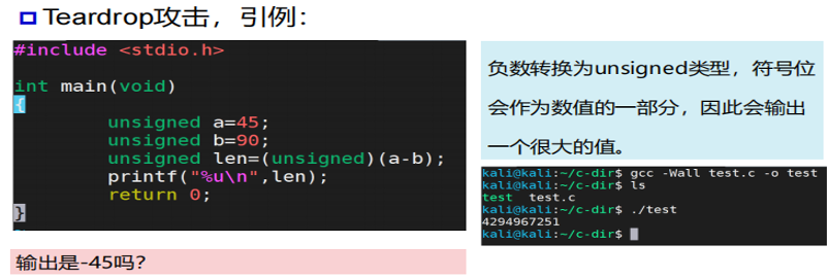 Teardrop攻击，引例：
#include <stdio.h>
int main(void)
{
unsigned a=45;
unsigned b=90;
unsigned len=(unsigned)(a-b);
printf("%u\n",len);
return 0;
}
输出是-45吗？
负数转换为unsigned类型，符号位
会作为数值的一部分，因此会输出
一个很大的值。
kali@kali:~/c-dir$ gcc -Wall test.c -o test
kali@kali:~/c-dir$ ls
test  test.c
kali@kali:~/c-dir$ ./test
4294967251
kali@kali:~/c-dir$